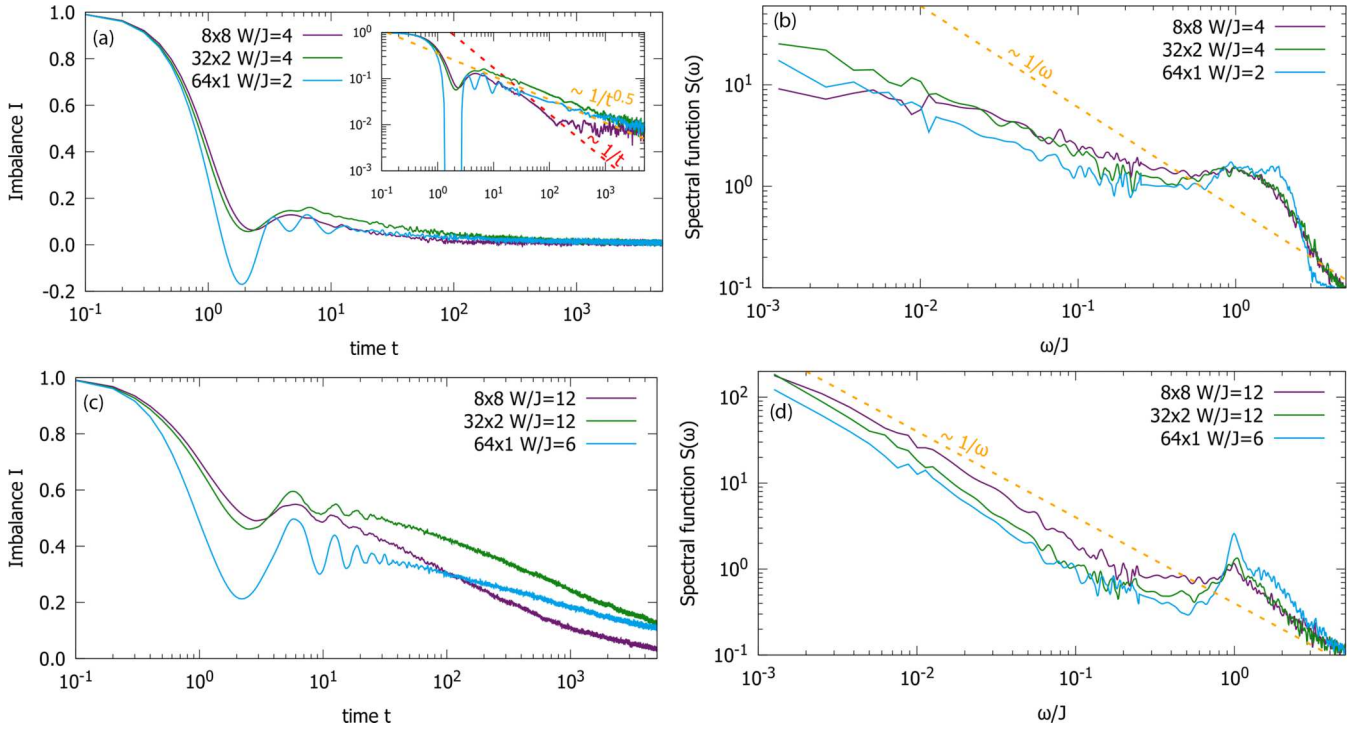 (a)
8x8 W/J=4
32x2 W/J=4
64x1 W/J=2
Imbalance I
1.0
0.8
0.6
0.4
0.2
0.0
-0.2
10^-1
10^0
10^1
10^2
10^3
time t
10^0
10^-1
10^-2
10^-3
10^-1
10^0
10^1
10^2
10^3
~ 1/t^0.5
~ 1/t
(b)
8x8 W/J=4
32x2 W/J=4
64x1 W/J=2
~ 1/ω
Spectral function S(ω)
10^1
10^0
10^-1
10^-3
10^-2
10^-1
10^0
ω/J
(c)
8x8 W/J=12
32x2 W/J=12
64x1 W/J=6
Imbalance I
1.0
0.8
0.6
0.4
0.2
0.0
10^-1
10^0
10^1
10^2
10^3
time t
(d)
8x8 W/J=12
32x2 W/J=12
64x1 W/J=6
~ 1/ω
Spectral function S(ω)
10^2
10^1
10^0
10^-1
10^-3
10^-2
10^-1
10^0
ω/J